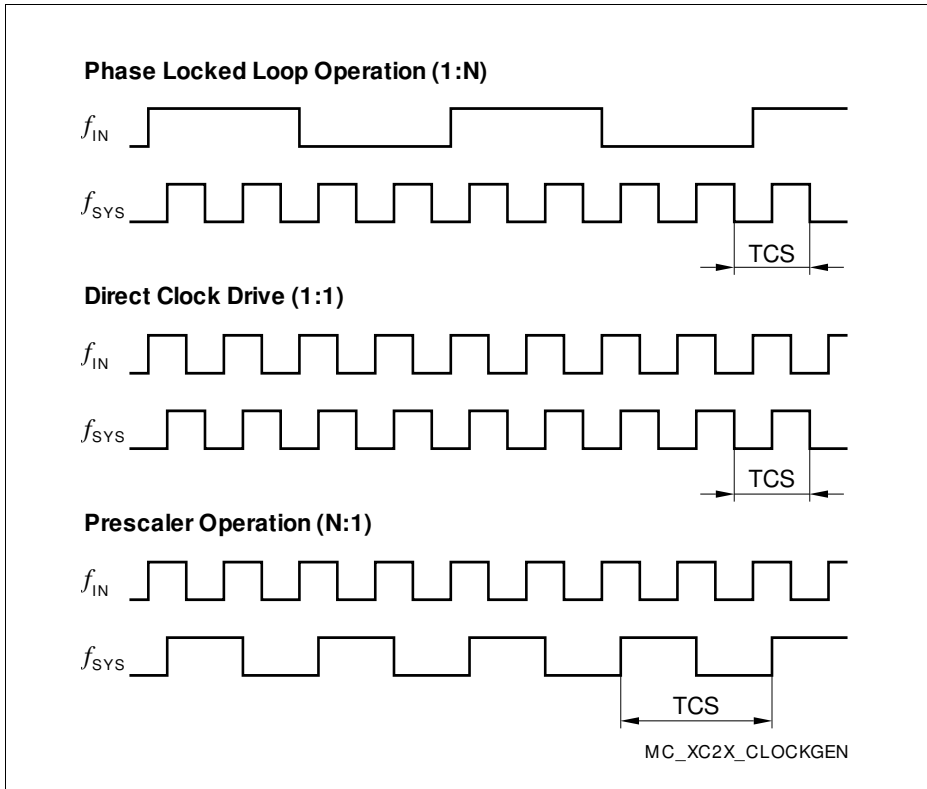 Phase Locked Loop Operation (1:N)
fIN
fSYS
TCS
Direct Clock Drive (1:1)
fIN
fSYS
TCS
Prescaler Operation (N:1)
fIN
fSYS
TCS
MC_XC2X_CLOCKGEN